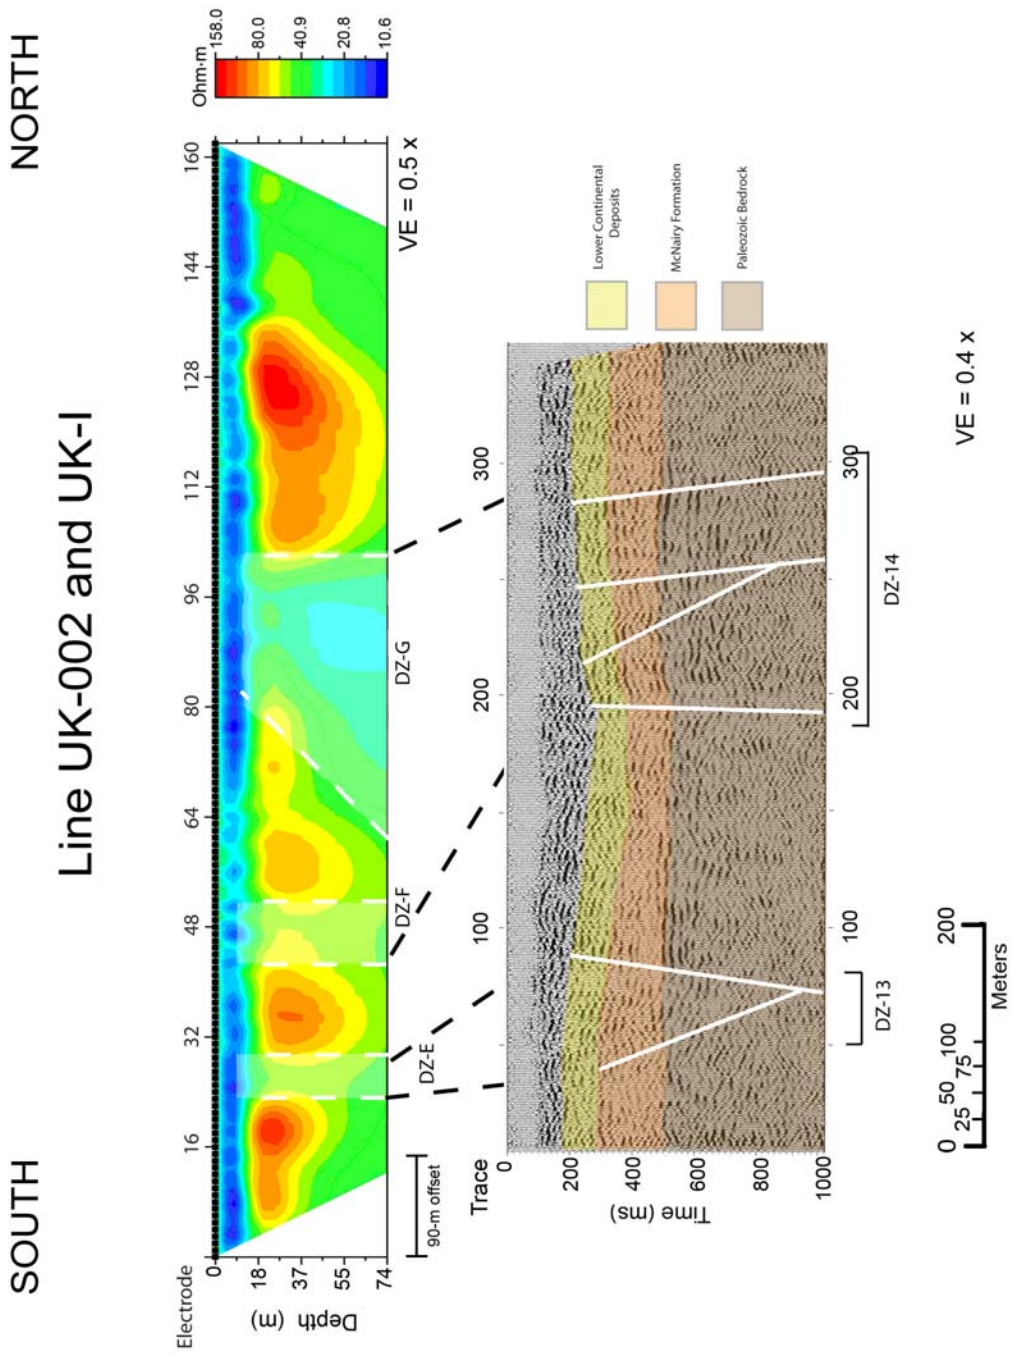 SOUTH
NORTH
Line UK-002 and UK-I
Electrode
16
32
48
64
80
96
112
128
144
160
0
18
37
55
74
Depth (m)
Ohm-m
158.0
80.0
40.9
20.8
10.6
VE = 0.5 x
DZ-E
DZ-F
DZ-G
90-m offset
Trace
100
200
300
0
200
400
600
800
1000
Time (ms)
Lower Continental
Deposits
McNairy Formation
Paleozoic Bedrock
100
200
300
DZ-13
DZ-14
VE = 0.4 x
0
25
50
75
100
200
Meters